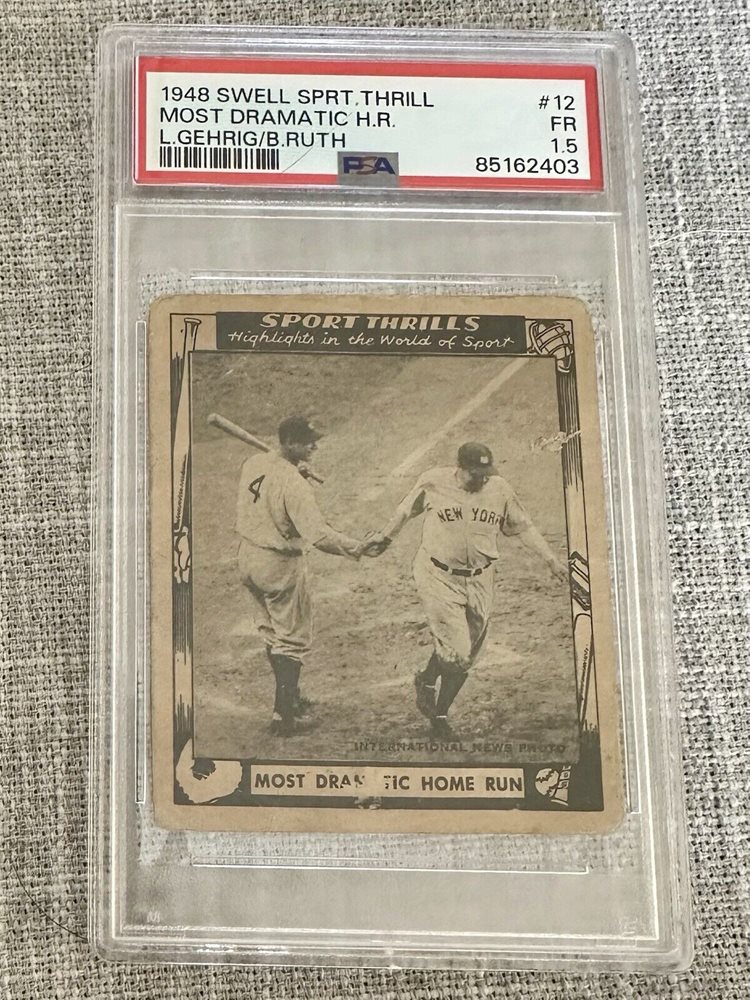 1948 SWELL SPRT.THRILL #12
MOST DRAMATIC H.R. FR
L.GEHRIG/B.RUTH 1.5
PSA 85162403
SPORT THRILLS
Highlights in the World of Sport
4
NEW YORK
INTERNATIONAL NEWS PHOTO
MOST DRAMATIC HOME RUN